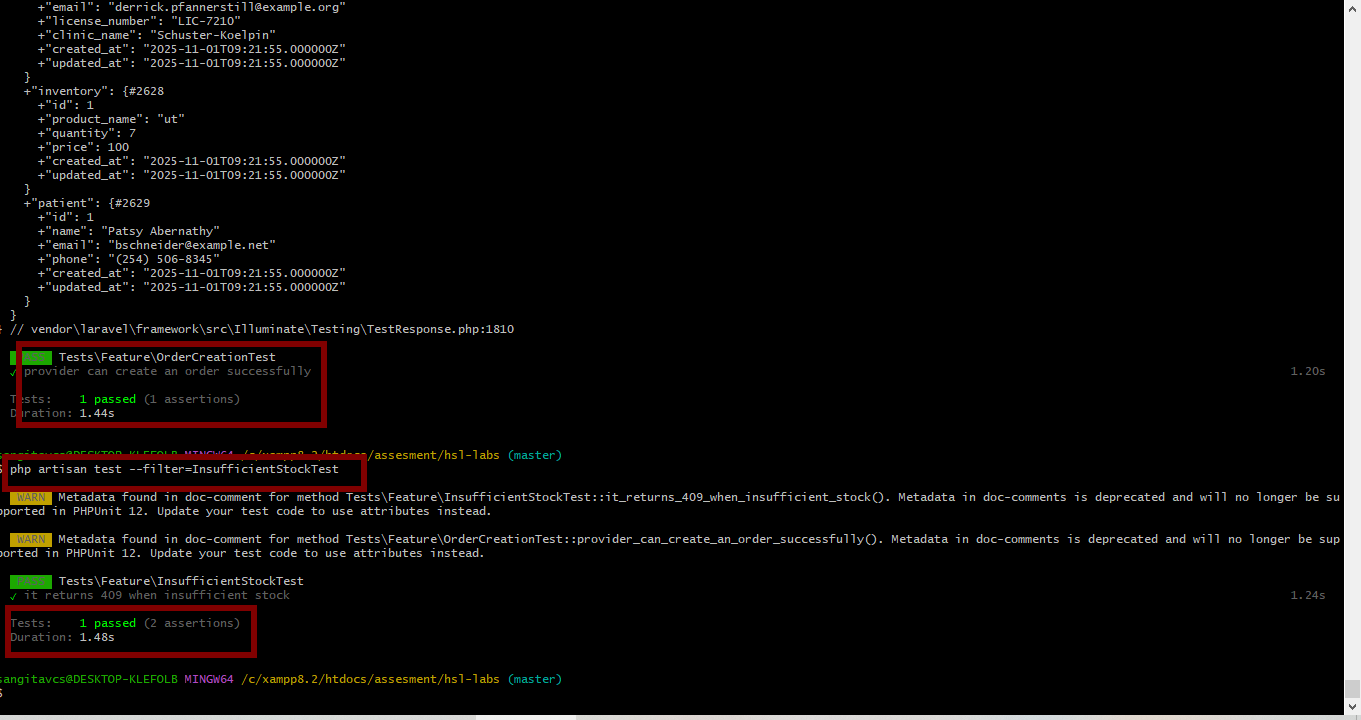 +"email": "derrick.pfannerstill@example.org"
+"license_number": "LIC-7210"
+"clinic_name": "Schuster-Koelpin"
+"created_at": "2025-11-01T09:21:55.000000Z"
+"updated_at": "2025-11-01T09:21:55.000000Z"
}
+"inventory": {#2628
+"id": 1
+"product_name": "ut"
+"quantity": 7
+"price": 100
+"created_at": "2025-11-01T09:21:55.000000Z"
+"updated_at": "2025-11-01T09:21:55.000000Z"
}
+"patient": {#2629
+"id": 1
+"name": "Patsy Abernathy"
+"email": "bschneider@example.net"
+"phone": "(254) 506-8345"
+"created_at": "2025-11-01T09:21:55.000000Z"
+"updated_at": "2025-11-01T09:21:55.000000Z"
}
}
} // vendor\laravel\framework\src\Illuminate\Testing\TestResponse.php:1810
PASS Tests\Feature\OrderCreationTest
✓ provider can create an order successfully 1.20s
Tests: 1 passed (1 assertions)
Duration: 1.44s
sangitavcs@DESKTOP-KLEFOLB MINGW64 /c/xampp8.2/htdocs/assesment/hsl-labs (master)
$ php artisan test --filter=InsufficientStockTest
WARN Metadata found in doc-comment for method Tests\Feature\InsufficientStockTest::it_returns_409_when_insufficient_stock(). Metadata in doc-comments is deprecated and will no longer be su
pported in PHPUnit 12. Update your test code to use attributes instead.
WARN Metadata found in doc-comment for method Tests\Feature\OrderCreationTest::provider_can_create_an_order_successfully(). Metadata in doc-comments is deprecated and will no longer be sup
ported in PHPUnit 12. Update your test code to use attributes instead.
PASS Tests\Feature\InsufficientStockTest
✓ it returns 409 when insufficient stock 1.24s
Tests: 1 passed (2 assertions)
Duration: 1.48s
sangitavcs@DESKTOP-KLEFOLB MINGW64 /c/xampp8.2/htdocs/assesment/hsl-labs (master)
$